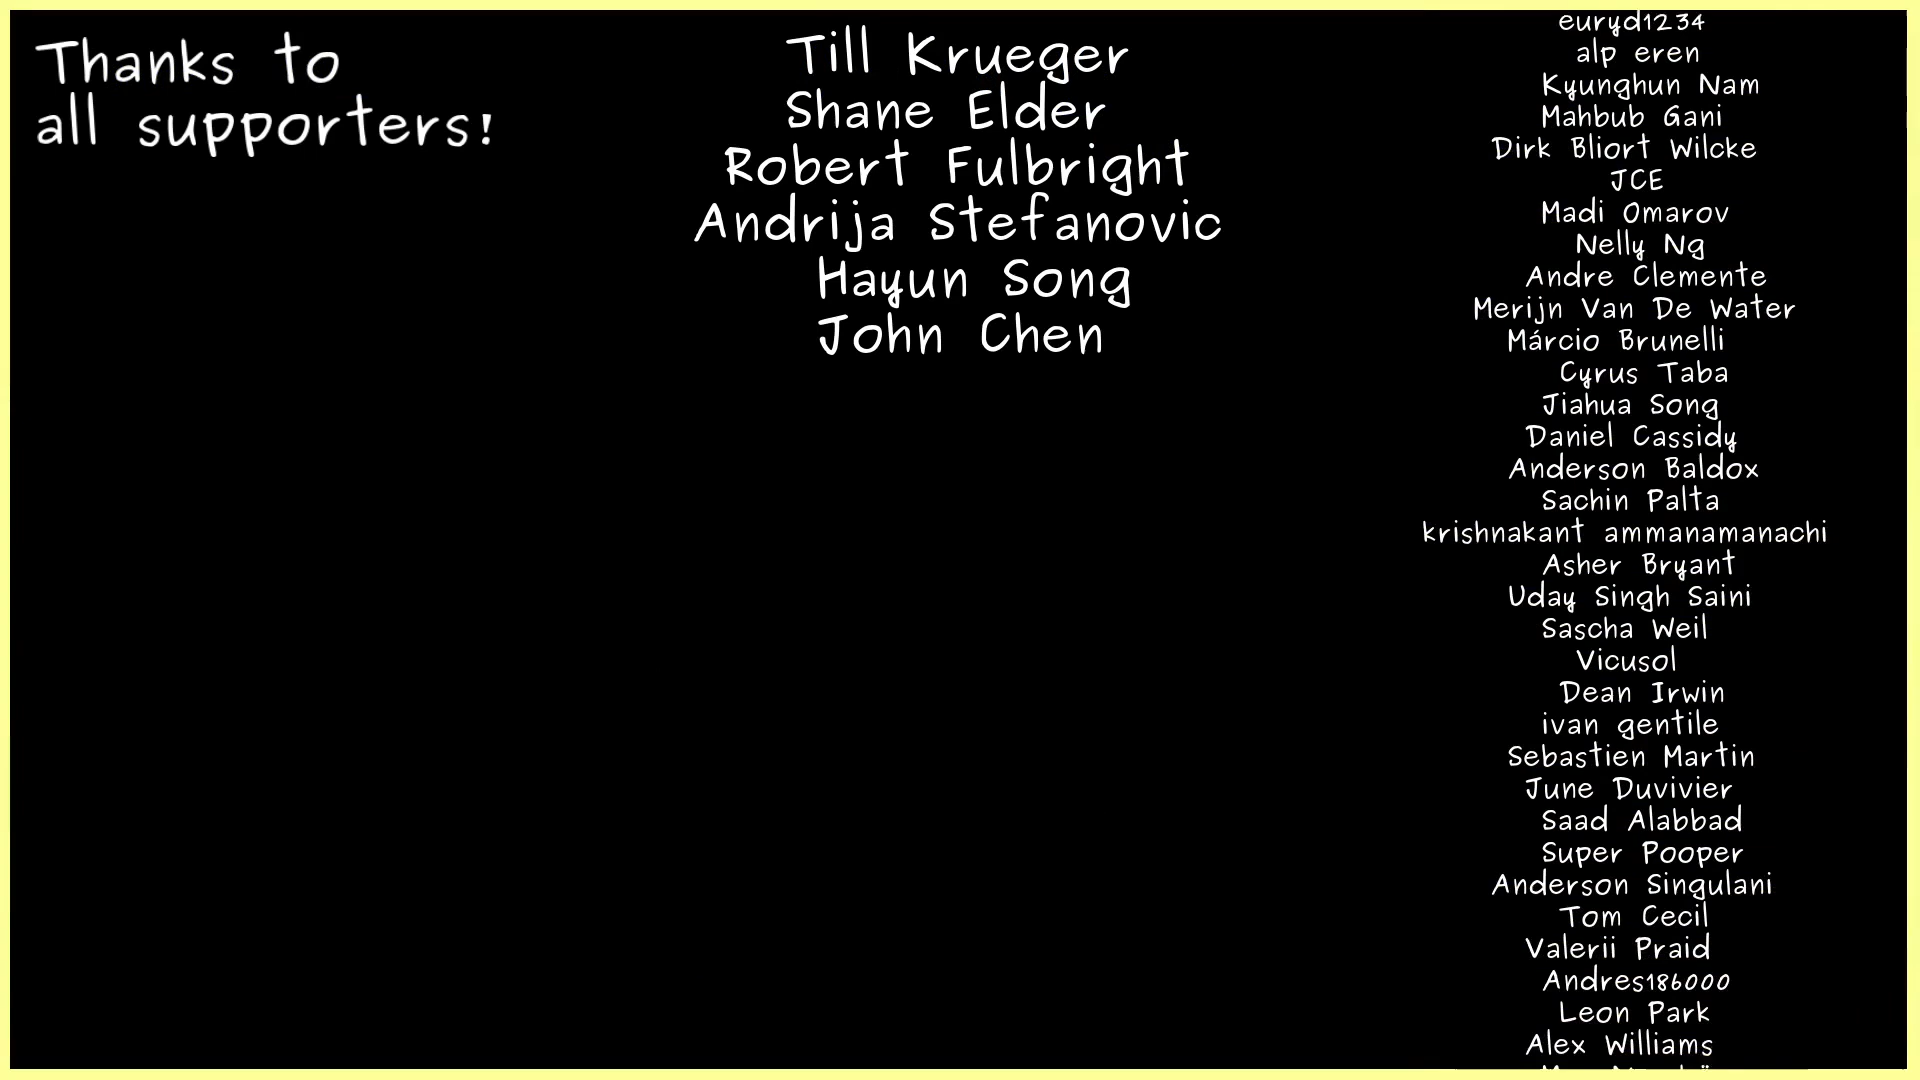 Thanks to
all supporters!
Till Krueger
Shane Elder
Robert Fulbright
Andrija Stefanovic
Hayun Song
John Chen
euryd1234
alp eren
Kyunghun Nam
Mahbub Gani
Dirk Bliort Wilcke
JCE
Madi Omarov
Nelly Ng
Andre Clemente
Merijn Van De Water
Márcio Brunelli
Cyrus Taba
Jiahua Song
Daniel Cassidy
Anderson Baldox
Sachin Palta
krishnakant ammanamanachi
Asher Bryant
Uday Singh Saini
Sascha Weil
Vicusol
Dean Irwin
ivan gentile
Sebastien Martin
June Duvivier
Saad Alabbad
Super Pooper
Anderson Singulani
Tom Cecil
Valerii Praid
Andres186000
Leon Park
Alex Williams